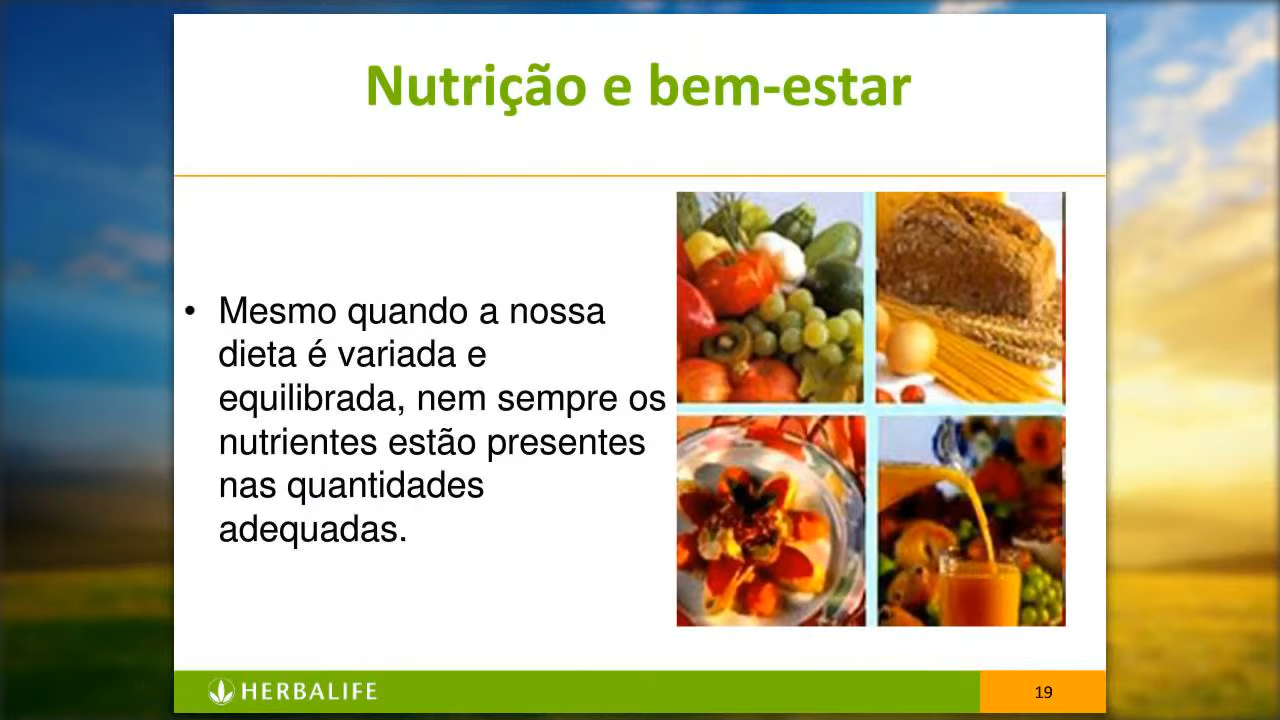 Nutrição e bem-estar
• Mesmo quando a nossa
dieta é variada e
equilibrada, nem sempre os
nutrientes estão presentes
nas quantidades
adequadas.
HERBALIFE
19